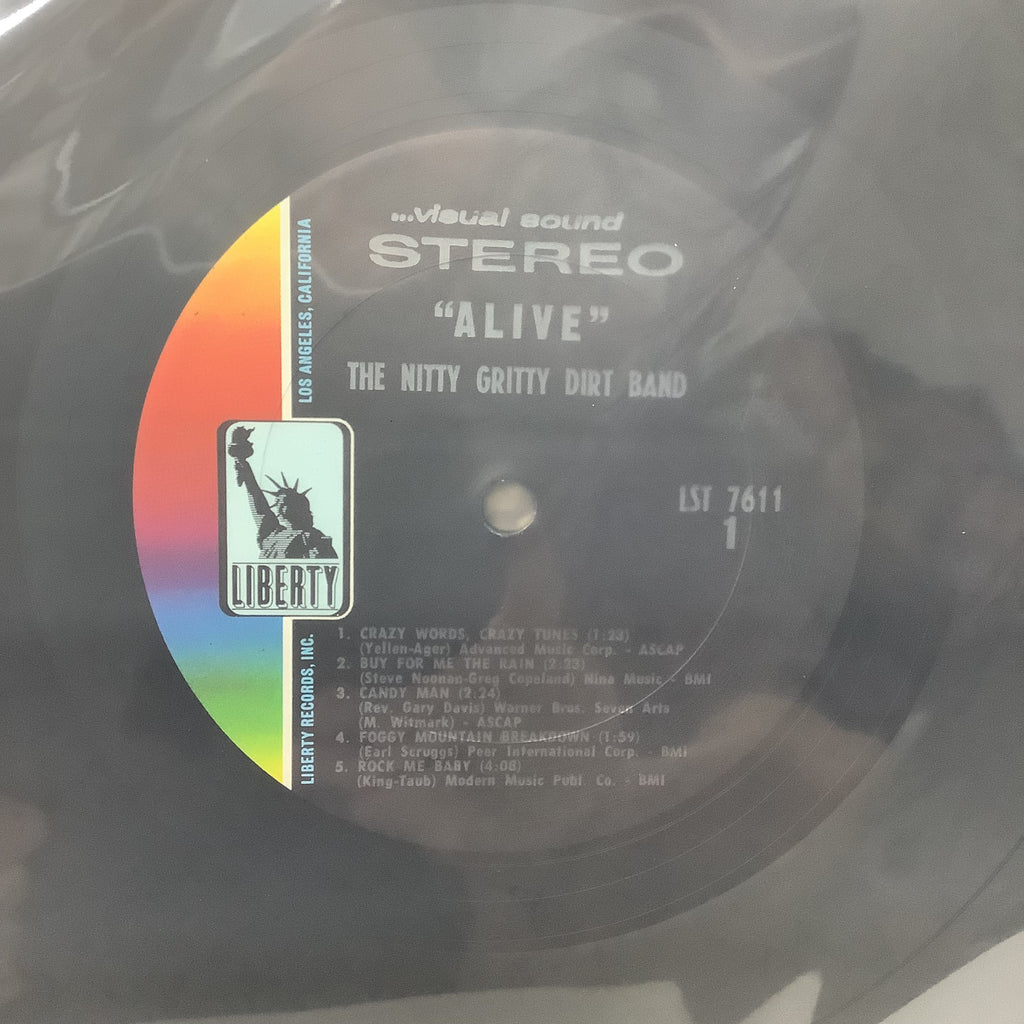 ...visual sound
STEREO
"ALIVE"
THE NITTY GRITTY DIRT BAND
LOS ANGELES, CALIFORNIA
LST 7611
1
LIBERTY
LIBERTY RECORDS, INC.
1. CRAZY WORDS, CRAZY TUNES (1:23)
(Yellen-Ager) Advanced Music Corp. - ASCAP
2. BUY FOR ME THE RAIN (2:23)
(Steve Noonan-Greg Copeland) Nina Music - BMI
3. CANDY MAN (2:24)
(Rev. Gary Davis) Warner Bros. Seven Arts
(M. Witmark) - ASCAP
4. FOGGY MOUNTAIN BREAKDOWN (1:59)
(Earl Scruggs) Peer International Corp. - BMI
5. ROCK ME BABY (4:08)
(King-Taub) Modern Music Publ. Co. - BMI